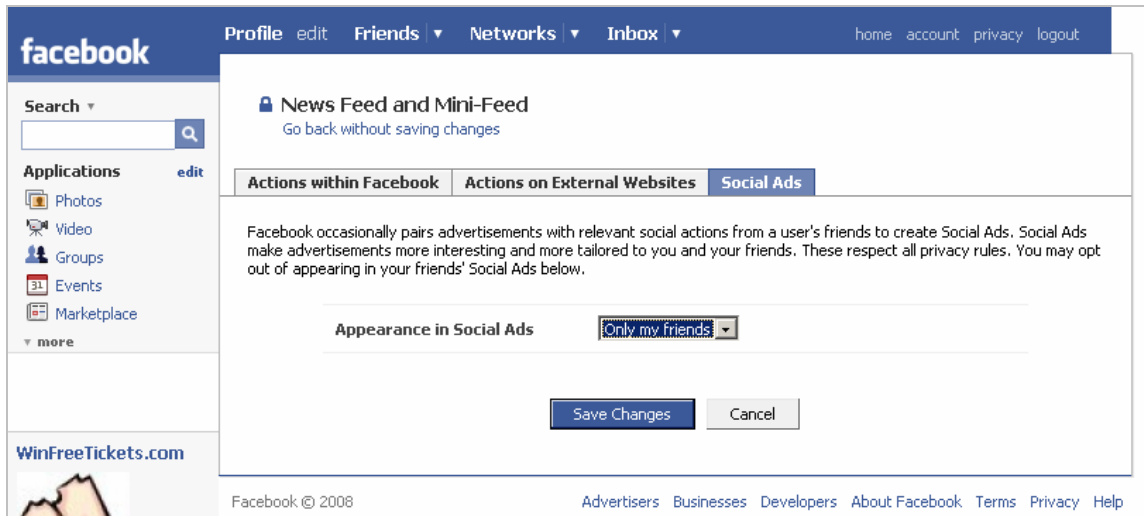 facebook
Profile edit Friends ▼ Networks ▼ Inbox ▼ home account privacy logout
Search ▼
Applications edit
Photos
Video
Groups
31 Events
Marketplace
▼ more
WinFreeTickets.com
News Feed and Mini-Feed
Go back without saving changes
Actions within Facebook Actions on External Websites Social Ads
Facebook occasionally pairs advertisements with relevant social actions from a user's friends to create Social Ads. Social Ads
make advertisements more interesting and more tailored to you and your friends. These respect all privacy rules. You may opt
out of appearing in your friends' Social Ads below.
Appearance in Social Ads Only my friends
Save Changes Cancel
Facebook © 2008 Advertisers Businesses Developers About Facebook Terms Privacy Help